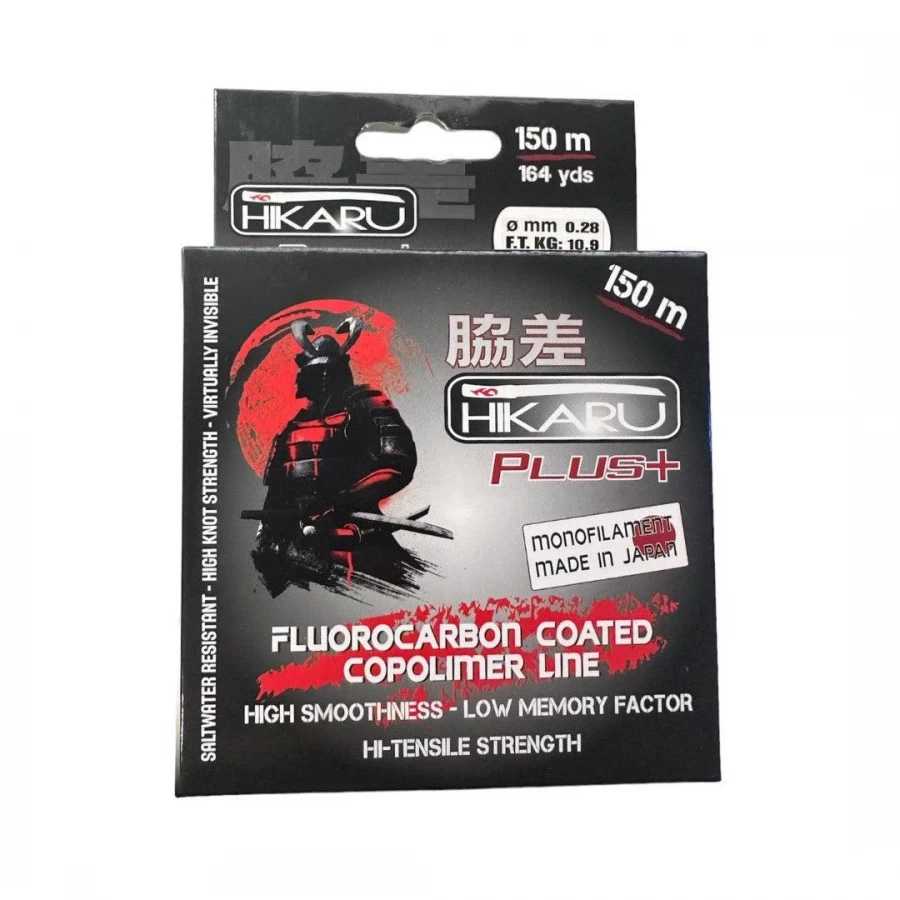 脇差
150 m
164 yds
HIKARU
ø mm 0.28
F.T. KG: 10.9
150 m
脇差
HIKARU
PLUS+
MONOFILAMENT
MADE IN JAPAN
SALTWATER RESISTANT - HIGH KNOT STRENGTH - VIRTUALLY INVISIBLE
FLUOROCARBON COATED
COPOLIMER LINE
HIGH SMOOTHNESS - LOW MEMORY FACTOR
HI-TENSILE STRENGTH